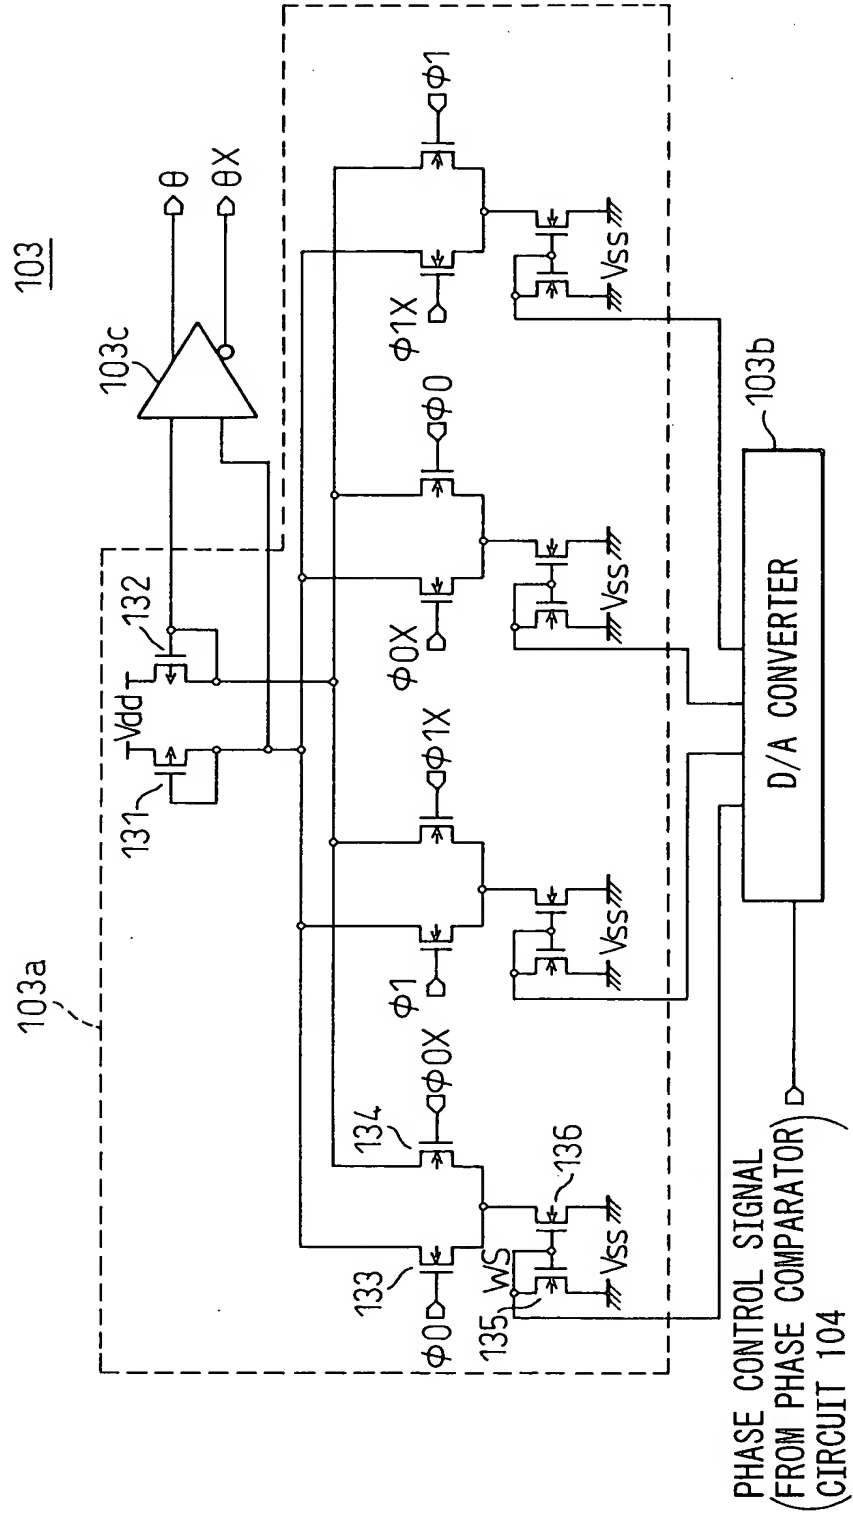 103
103a
103c
θ
θX
Vdd
131
132
133
134
φ0
φ0X
φ1
φ1X
φ0X
φ0
φ1X
φ1
WS
135
136
Vss
Vss
Vss
Vss
D/A CONVERTER
103b
PHASE CONTROL SIGNAL
(FROM PHASE COMPARATOR)
(CIRCUIT 104)